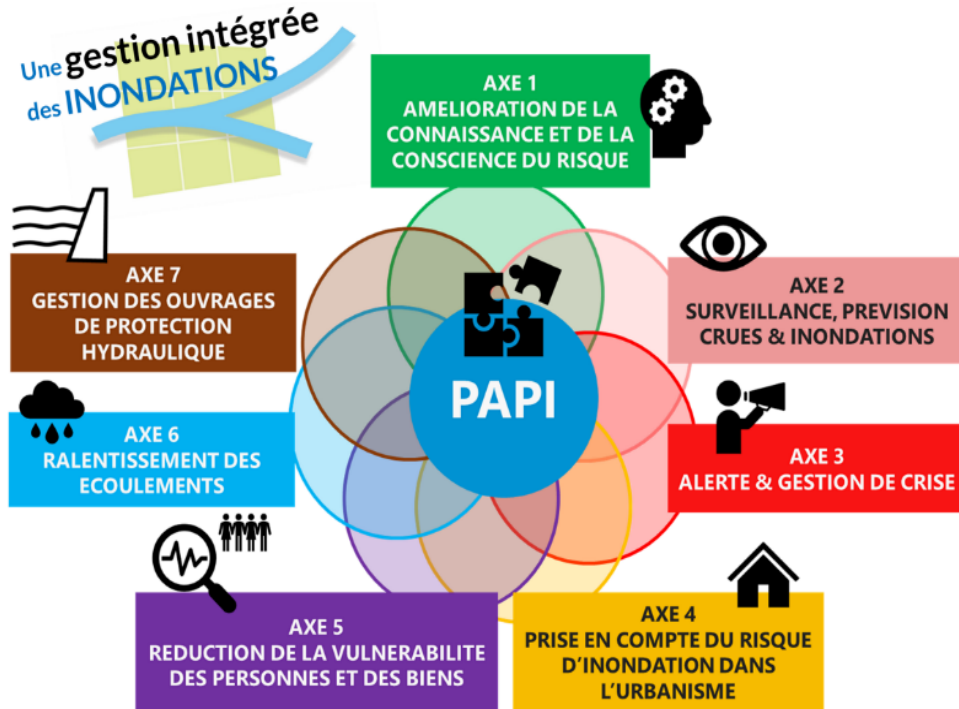 Une gestion intégrée
des INONDATIONS
AXE 1
AMELIORATION DE LA
CONNAISSANCE ET DE LA
CONSCIENCE DU RISQUE
AXE 2
SURVEILLANCE, PREVISION
CRUES & INONDATIONS
AXE 3
ALERTE & GESTION DE CRISE
AXE 4
PRISE EN COMPTE DU RISQUE
D’INONDATION DANS
L’URBANISME
AXE 5
REDUCTION DE LA VULNERABILITE
DES PERSONNES ET DES BIENS
AXE 6
RALENTISSEMENT DES
ECOULEMENTS
AXE 7
GESTION DES OUVRAGES
DE PROTECTION
HYDRAULIQUE
PAPI